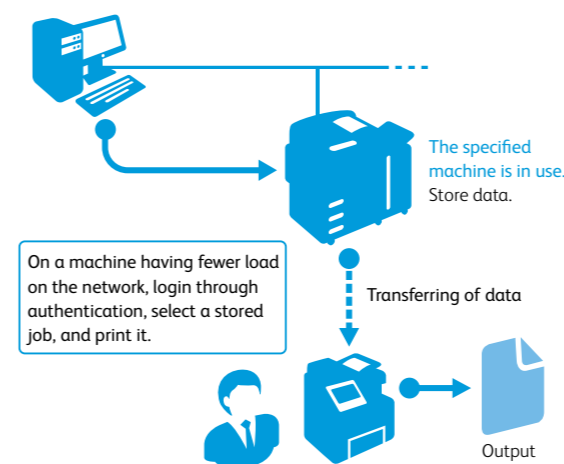 The specified
machine is in use.
Store data.
On a machine having fewer load
on the network, login through
authentication, select a stored
job, and print it.
Transferring of data
Output